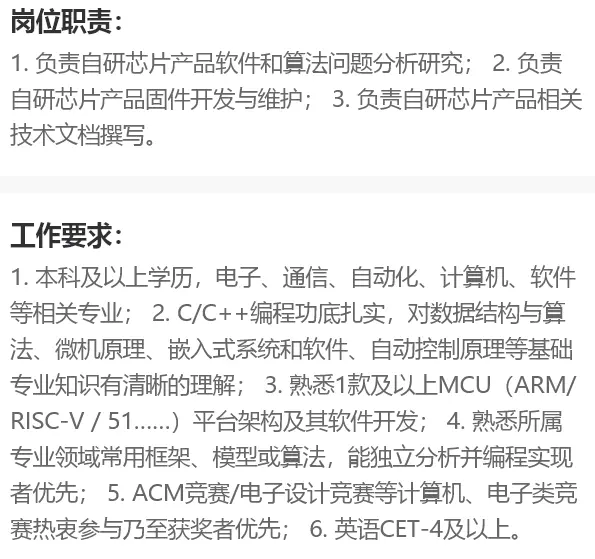 岗位职责：
1. 负责自研芯片产品软件和算法问题分析研究； 2. 负责
自研芯片产品固件开发与维护； 3. 负责自研芯片产品相关
技术文档撰写。
工作要求：
1. 本科及以上学历，电子、通信、自动化、计算机、软件
等相关专业； 2. C/C++编程功底扎实，对数据结构与算
法、微机原理、嵌入式系统和软件、自动控制原理等基础
专业知识有清晰的理解； 3. 熟悉1款及以上MCU（ARM/
RISC-V / 51……）平台架构及其软件开发； 4. 熟悉所属
专业领域常用框架、模型或算法，能独立分析并编程实现
者优先； 5. ACM竞赛/电子设计竞赛等计算机、电子类竞
赛热衷参与乃至获奖者优先； 6. 英语CET-4及以上。